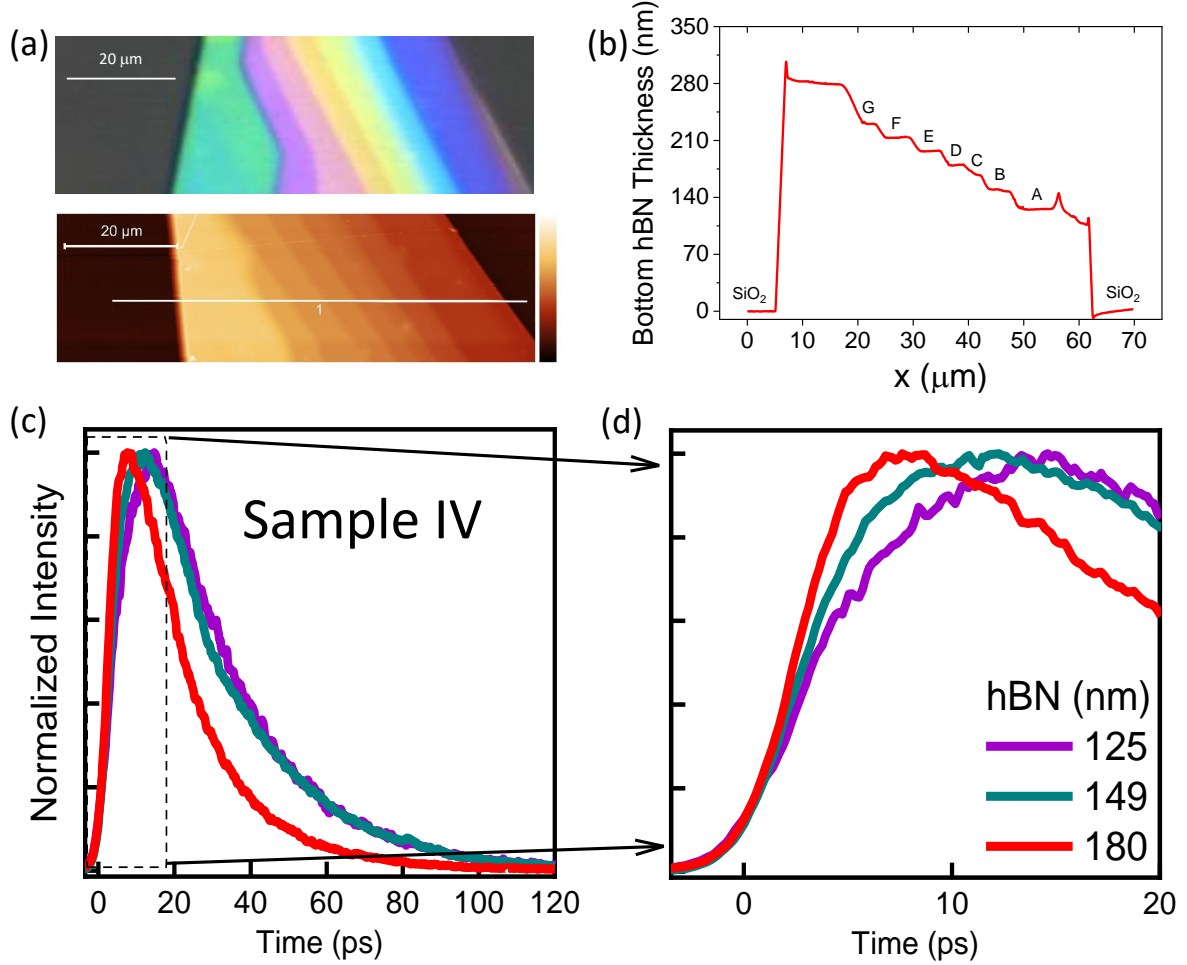 (a)
20 μm
20 μm
1
(b)
Bottom hBN Thickness (nm)
350
280
210
140
70
0
G
F
E
D
C
B
A
SiO2
SiO2
0 10 20 30 40 50 60 70
x (μm)
(c)
Normalized Intensity
Sample IV
0 20 40 60 80 100 120
Time (ps)
(d)
hBN (nm)
125
149
180
0 10 20
Time (ps)